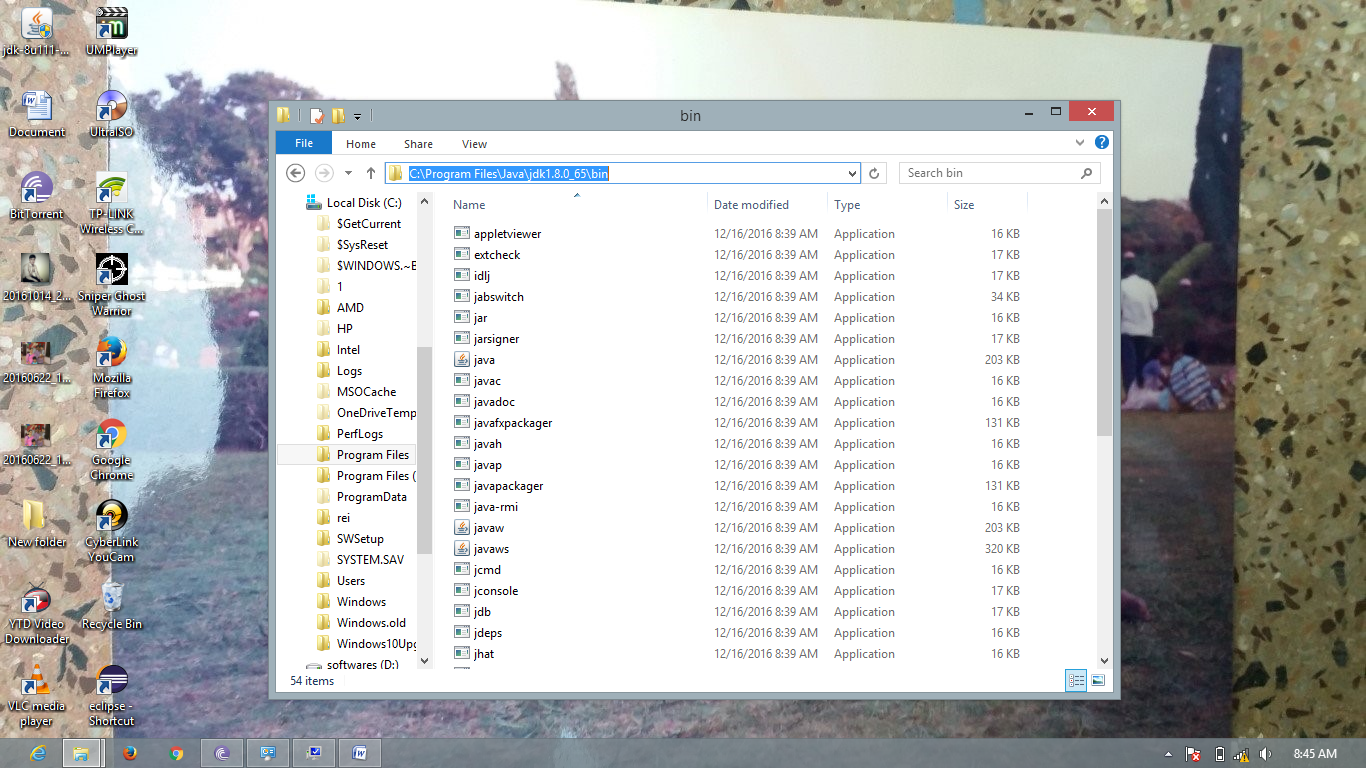 jdk-8u111-...
UMPlayer
Document
UltraISO
BitTorrent
TP-LINK
Wireless C...
20161014_2...
Sniper Ghost
Warrior
20160622_1...
Mozilla
Firefox
20160622_1...
Google
Chrome
New folder
CyberLink
YouCam
YTD Video
Downloader
Recycle Bin
VLC media
player
eclipse -
Shortcut
bin
File Home Share View
C:\Program Files\Java\jdk1.8.0_65\bin
Search bin
Local Disk (C:)
$GetCurrent
$SysReset
$WINDOWS.~E
1
AMD
HP
Intel
Logs
MSOCache
OneDriveTemp
PerfLogs
Program Files
Program Files (
ProgramData
rei
SWSetup
SYSTEM.SAV
Users
Windows
Windows.old
Windows10Upg
softwares (D:)
Name Date modified Type Size
appletviewer 12/16/2016 8:39 AM Application 16 KB
extcheck 12/16/2016 8:39 AM Application 17 KB
idlj 12/16/2016 8:39 AM Application 16 KB
jabswitch 12/16/2016 8:39 AM Application 34 KB
jar 12/16/2016 8:39 AM Application 16 KB
jarsigner 12/16/2016 8:39 AM Application 17 KB
java 12/16/2016 8:39 AM Application 203 KB
javac 12/16/2016 8:39 AM Application 16 KB
javadoc 12/16/2016 8:39 AM Application 16 KB
javafxpackager 12/16/2016 8:39 AM Application 131 KB
javah 12/16/2016 8:39 AM Application 16 KB
javap 12/16/2016 8:39 AM Application 16 KB
javapackager 12/16/2016 8:39 AM Application 131 KB
java-rmi 12/16/2016 8:39 AM Application 16 KB
javaw 12/16/2016 8:39 AM Application 203 KB
javaws 12/16/2016 8:39 AM Application 320 KB
jcmd 12/16/2016 8:39 AM Application 16 KB
jconsole 12/16/2016 8:39 AM Application 17 KB
jdb 12/16/2016 8:39 AM Application 17 KB
jdeps 12/16/2016 8:39 AM Application 16 KB
jhat 12/16/2016 8:39 AM Application 16 KB
54 items
8:45 AM